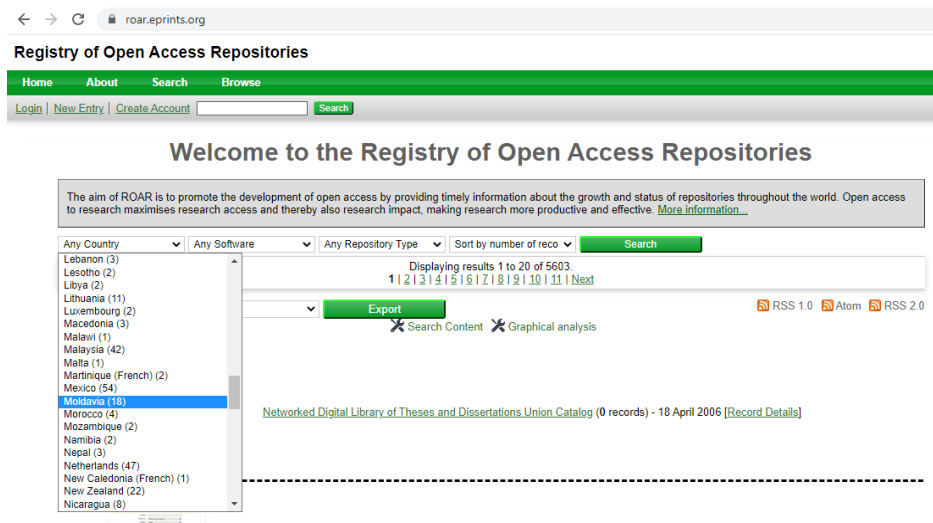 roar.eprints.org
Registry of Open Access Repositories
Home About Search Browse
Login | New Entry | Create Account Search
Welcome to the Registry of Open Access Repositories
The aim of ROAR is to promote the development of open access by providing timely information about the growth and status of repositories throughout the world. Open access
to research maximises research access and thereby also research impact, making research more productive and effective. More information...
Any Country Any Software Any Repository Type Sort by number of reco Search
Lebanon (3)
Lesotho (2)
Libya (2)
Lithuania (11)
Luxembourg (2)
Macedonia (3)
Malawi (1)
Malaysia (42)
Malta (1)
Martinique (French) (2)
Mexico (54)
Moldavia (18)
Morocco (4)
Mozambique (2)
Namibia (2)
Nepal (3)
Netherlands (47)
New Caledonia (French) (1)
New Zealand (22)
Nicaragua (8)
Displaying results 1 to 20 of 5603.
1 | 2 | 3 | 4 | 5 | 6 | 7 | 8 | 9 | 10 | 11 | Next
Export
RSS 1.0 Atom RSS 2.0
Search Content Graphical analysis
Networked Digital Library of Theses and Dissertations Union Catalog (0 records) - 18 April 2006 [Record Details]